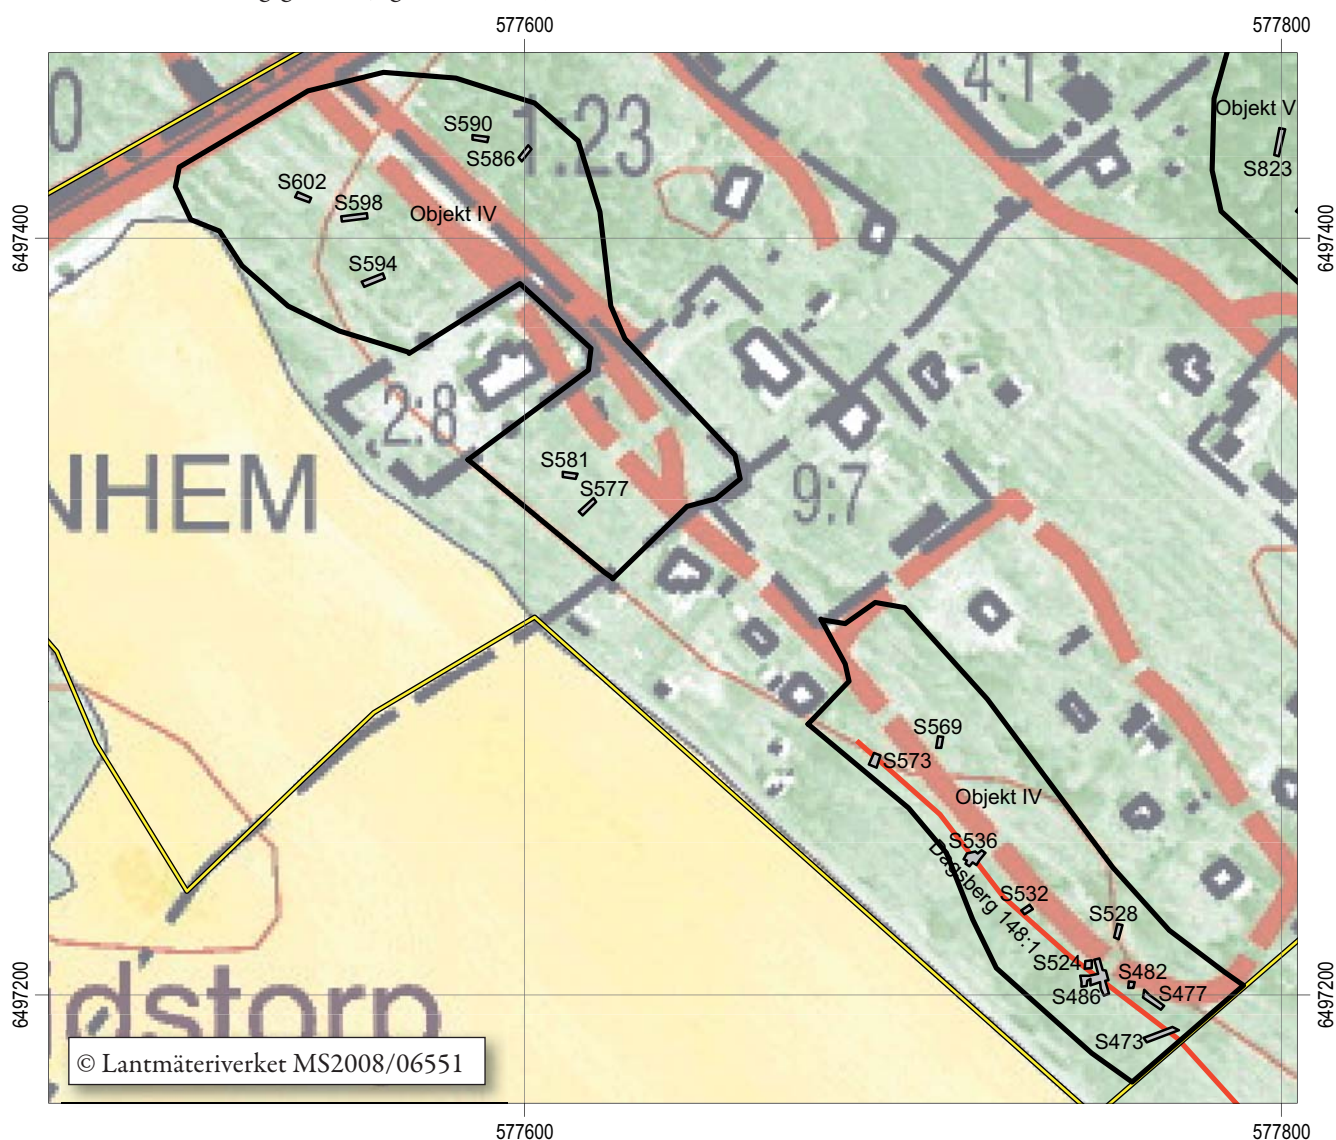 577600
577800
4:1
0
1:23
Objekt V
S590
S586
S823
S602
S598
Objekt IV
6497400
6497400
S594
2:8
S581
9:7
NHEM
S577
S569
S573
Objekt IV
S536
Dagsberg 148:1
S532
S528
S524
S482
S486
S477
6497200
6497200
dstorp
S473
© Lantmäteriverket MS2008/06551
577600
577800